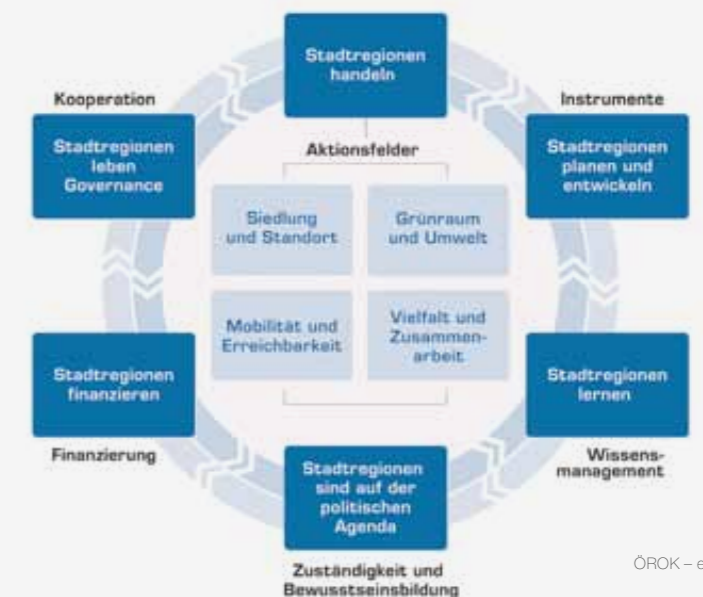 Stadtregionen
handeln
Kooperation
Instrumente
Stadtregionen
leben
Governance
Aktionsfelder
Stadtregionen
planen und
entwickeln
Siedlung
und Standort
Grünraum
und Umwelt
Mobilität und
Erreichbarkeit
Vielfalt und
Zusammen-
arbeit
Stadtregionen
finanzieren
Stadtregionen
lernen
Finanzierung
Wissens-
management
Stadtregionen
sind auf der
politischen
Agenda
Zuständigkeit und
Bewusstseinsbildung
ÖROK – e